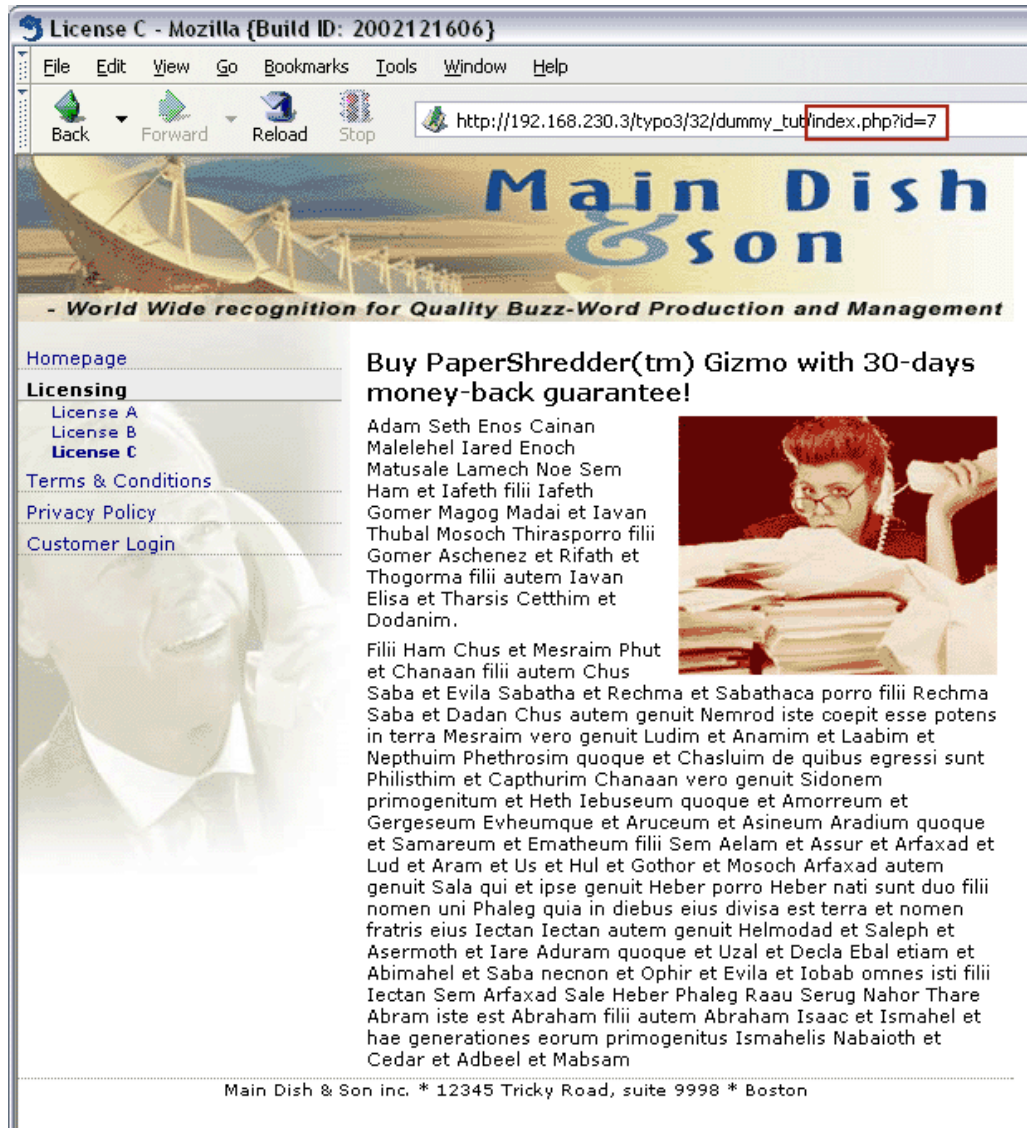 License C - Mozilla {Build ID: 2002121606}
File Edit View Go Bookmarks Tools Window Help
Back Forward Reload Stop http://192.168.230.3/typo3/32/dummy_tut/index.php?id=7
Main Dish
& son
- World Wide recognition for Quality Buzz-Word Production and Management
Homepage
Licensing
License A
License B
License C
Terms & Conditions
Privacy Policy
Customer Login
Buy PaperShredder(tm) Gizmo with 30-days
money-back guarantee!
Adam Seth Enos Cainan
Malelehel Iared Enoch
Matusale Lamech Noe Sem
Ham et Iafeth filii Iafeth
Gomer Magog Madai et Iavan
Thubal Mosoch Thirasporro filii
Gomer Aschenez et Rifath et
Thogorma filii autem Iavan
Elisa et Tharsis Cetthim et
Dodanim.
Filii Ham Chus et Mesraim Phut
et Chanaan filii autem Chus
Saba et Evila Sabatha et Rechma et Sabathaca porro filii Rechma
Saba et Dadan Chus autem genuit Nemrod iste coepit esse potens
in terra Mesraim vero genuit Ludim et Anamim et Laabim et
Nepthuim Phethrosim quoque et Chasluim de quibus egressi sunt
Philisthim et Capthurim Chanaan vero genuit Sidonem
primogenitum et Heth Iebuseum quoque et Amorreum et
Gergeseum Evheumque et Aruceum et Asineum Aradium quoque
et Samareum et Ematheum filii Sem Aelam et Assur et Arfaxad et
Lud et Aram et Us et Hul et Gothor et Mosoch Arfaxad autem
genuit Sala qui et ipse genuit Heber porro Heber nati sunt duo filii
nomen uni Phaleg quia in diebus eius divisa est terra et nomen
fratris eius Iectan Iectan autem genuit Helmodad et Saleph et
Asermoth et Iare Aduram quoque et Uzal et Decla Ebal etiam et
Abimahel et Saba necnon et Ophir et Evila et Iobab omnes isti filii
Iectan Sem Arfaxad Sale Heber Phaleg Raau Serug Nahor Thare
Abram iste est Abraham filii autem Abraham Isaac et Ismahel et
hae generationes eorum primogenitus Ismahelis Nabaioth et
Cedar et Adbeel et Mabsam
Main Dish & Son inc. * 12345 Tricky Road, suite 9998 * Boston